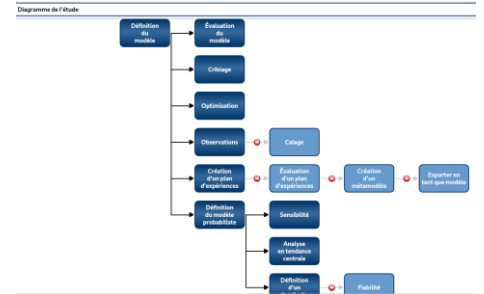 Diagramme de l'étude
Définition
du
modèle
Évaluation
du
modèle
Criblage
Optimisation
Observations
Calage
Création
d'un plan
d'expériences
Évaluation
d'un plan
d'expériences
Création
d'un
métamodèle
Exporter en
tant que modèle
Définition
du modèle
probabiliste
Sensibilité
Analyse
en tendance
centrale
Définition
d'un
Fiabilité